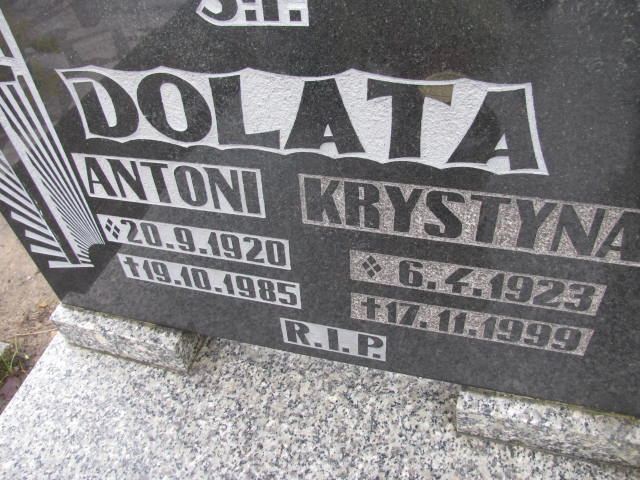 Ś.P.
DOLATA
ANTONI
20.9.1920
†19.10.1985
KRYSTYNA
6.4.1923
†17.11.1999
R.I.P.